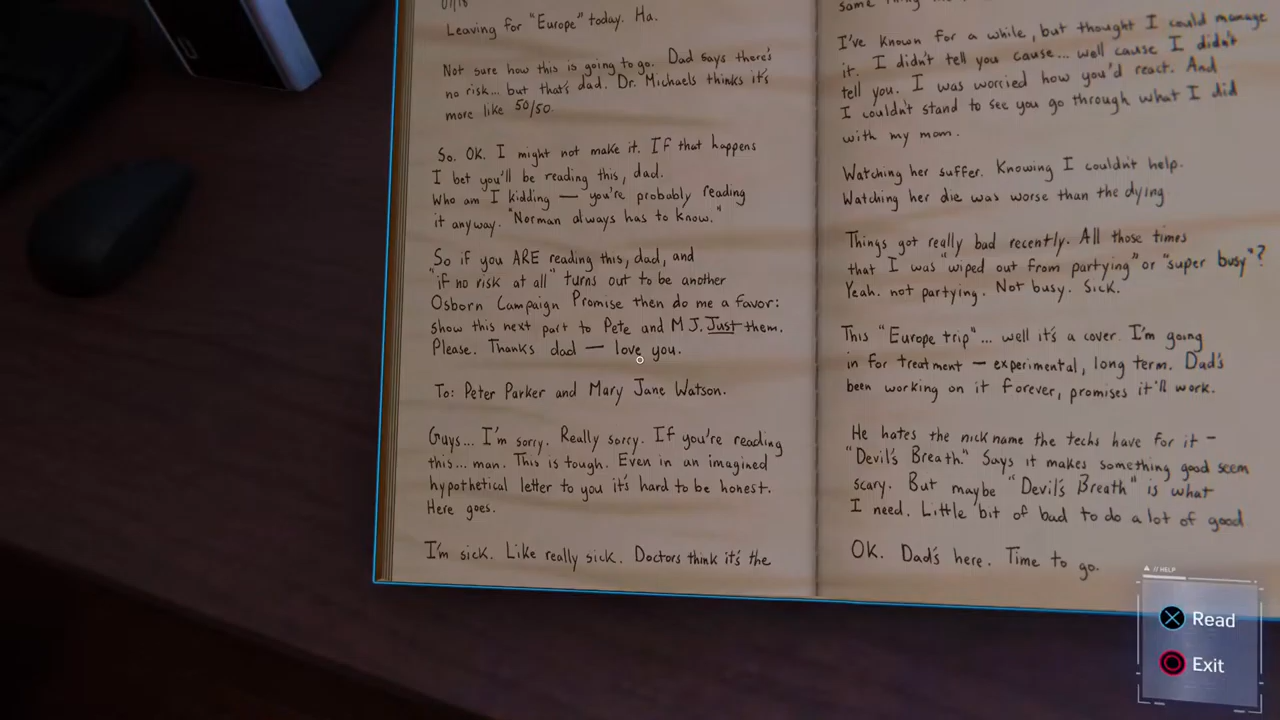 07/18
Leaving for "Europe" today. Ha.
Not sure how this is going to go. Dad says there's
no risk... but that's dad. Dr. Michaels thinks it's
more like 50/50.
So. OK. I might not make it. If that happens
I bet you'll be reading this, dad.
Who am I kidding — you're probably reading
it anyway. "Norman always has to know."
So if you ARE reading this, dad, and
"if no risk at all" turns out to be another
Osborn Campaign Promise then do me a favor:
show this next part to Pete and MJ. Just them.
Please. Thanks dad — love you.
To: Peter Parker and Mary Jane Watson.
Guys... I'm sorry. Really sorry. If you're reading
this... man. This is tough. Even in an imagined
hypothetical letter to you it's hard to be honest.
Here goes.
I'm sick. Like really sick. Doctors think it's the
same
I've known for a while, but thought I could manage
it. I didn't tell you cause... well cause I didn't
tell you. I was worried how you'd react. And
I couldn't stand to see you go through what I did
with my mom.
Watching her suffer. Knowing I couldn't help.
Watching her die was worse than the dying
Things got really bad recently. All those times
that I was "wiped out from partying" or "super busy"?
Yeah. not partying. Not busy. Sick.
This "Europe trip"... well it's a cover. I'm going
in for treatment — experimental, long term. Dad's
been working on it forever, promises it'll work.
He hates the nickname the techs have for it -
"Devil's Breath." Says it makes something good seem
scary. But maybe "Devil's Breath" is what
I need. Little bit of bad to do a lot of good
OK. Dad's here. Time to go.
// HELP
Read
Exit